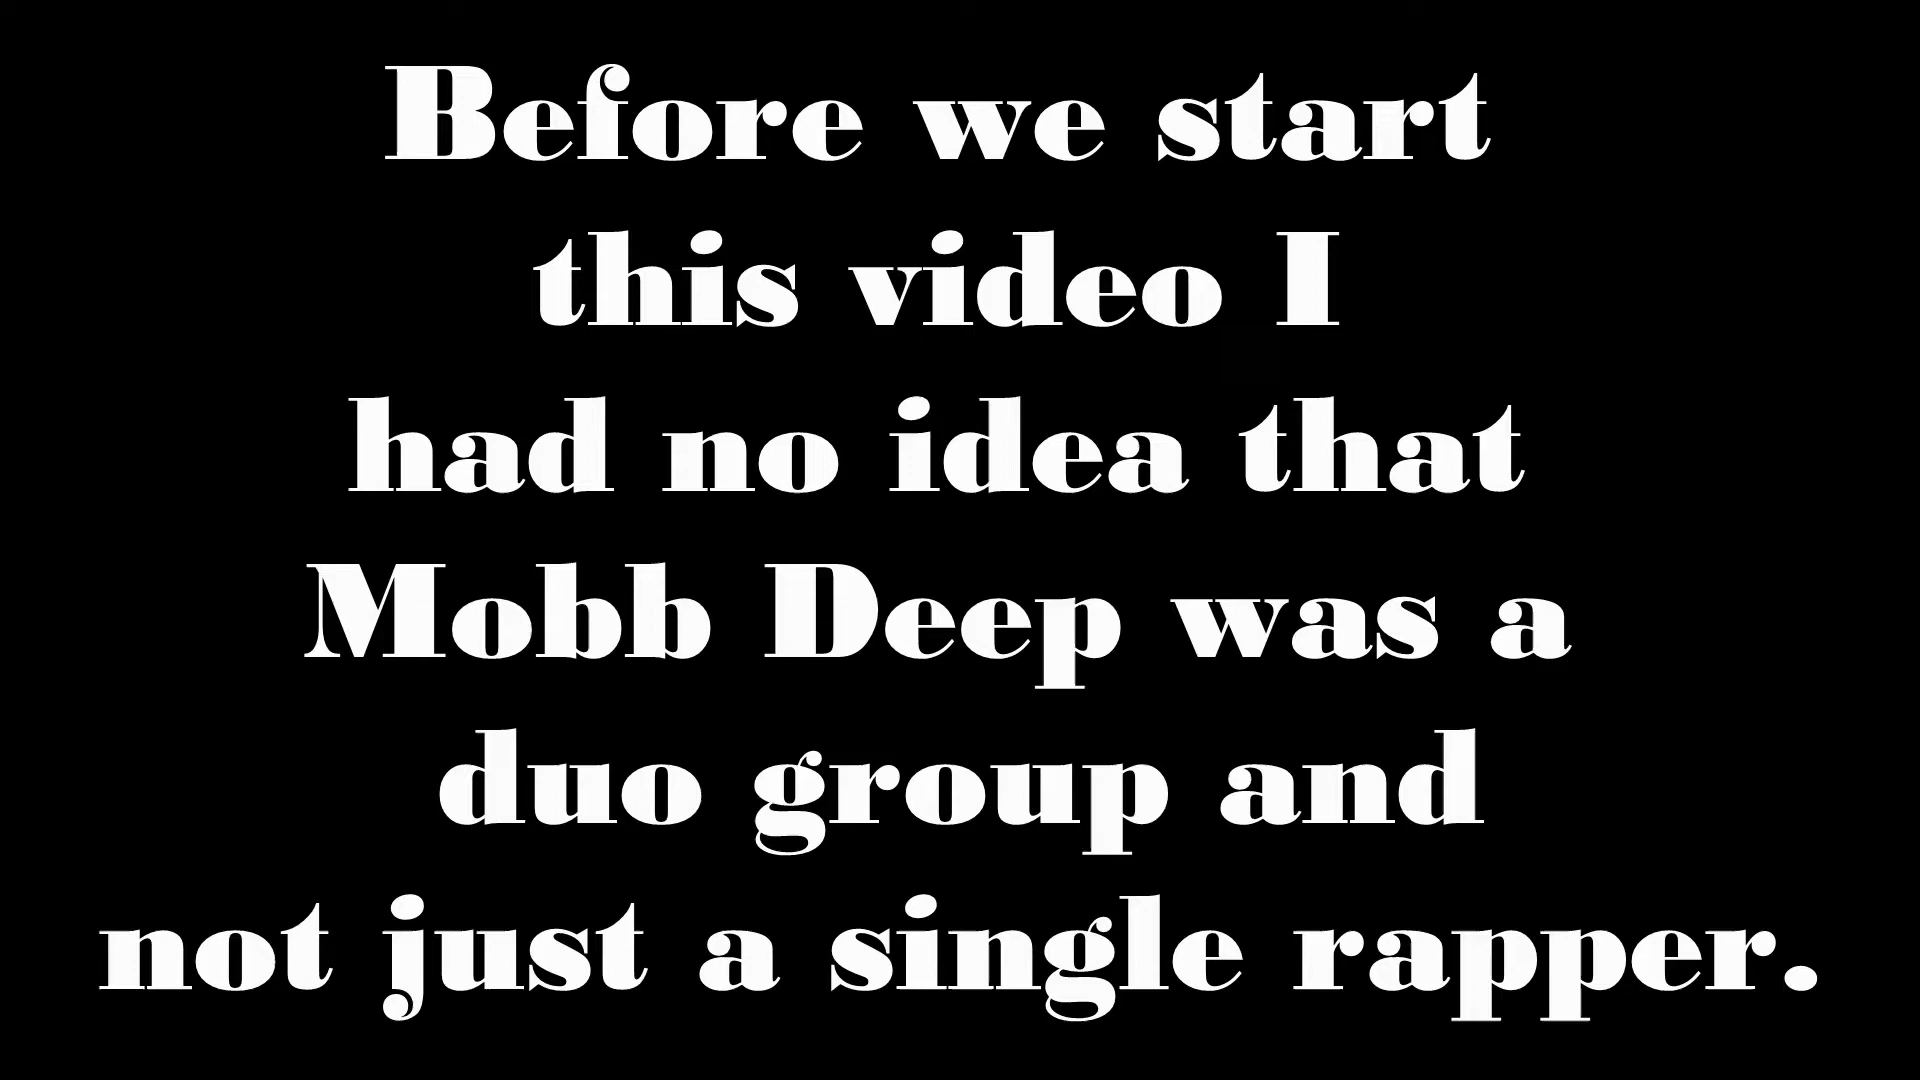 Before we start
this video I
had no idea that
Mobb Deep was a
duo group and
not just a single rapper.